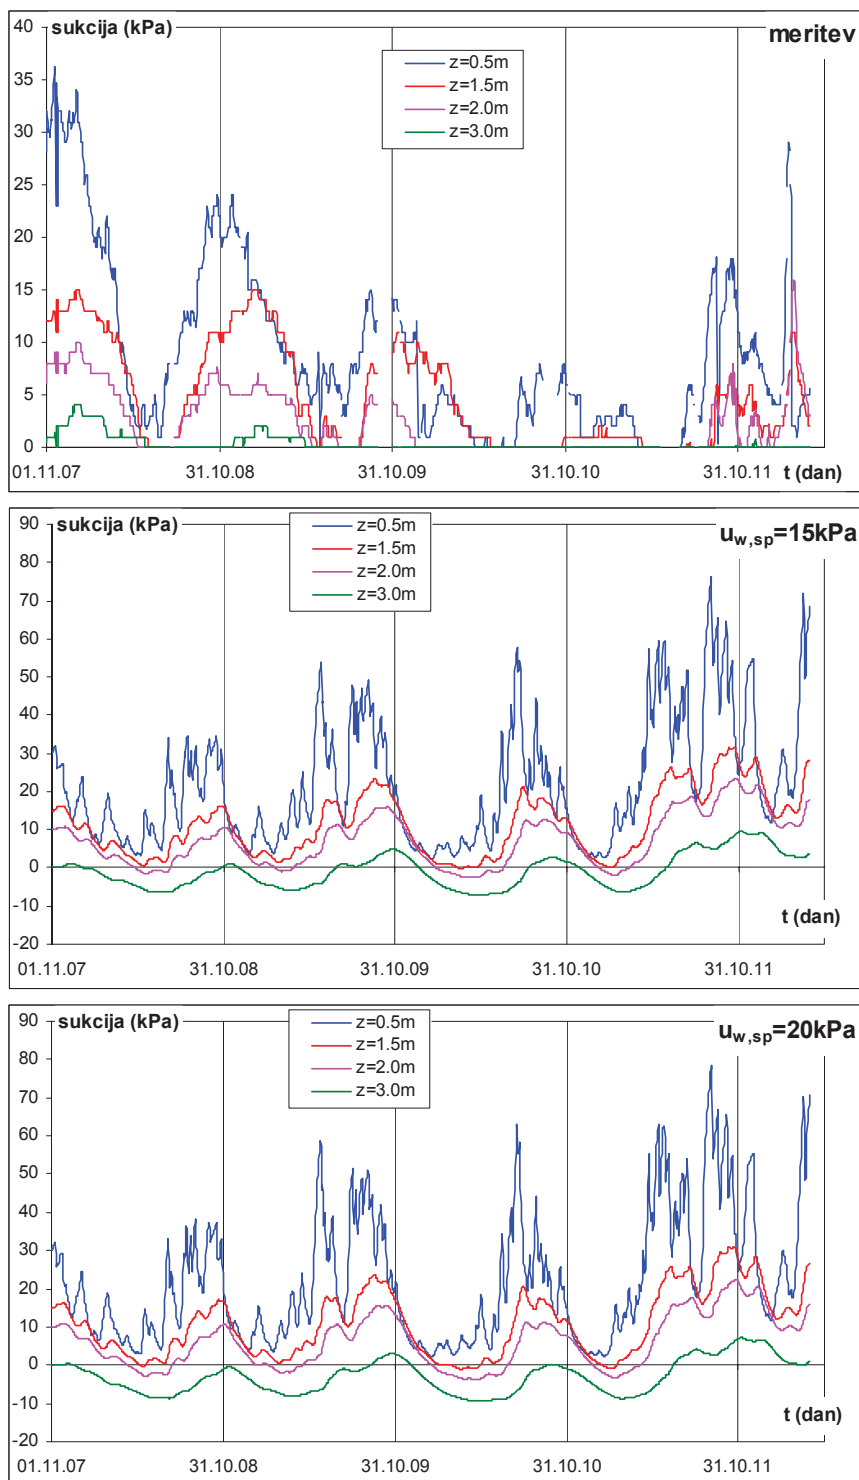 sukcija (kPa)
meritev
z=0.5m
z=1.5m
z=2.0m
z=3.0m
40
35
30
25
20
15
10
5
0
01.11.07 31.10.08 31.10.09 31.10.10 31.10.11
t (dan)
sukcija (kPa)
u_{w,sp}=15kPa
z=0.5m
z=1.5m
z=2.0m
z=3.0m
90
80
70
60
50
40
30
20
10
0
-10
-20
t (dan)
01.11.07 31.10.08 31.10.09 31.10.10 31.10.11
sukcija (kPa)
u_{w,sp}=20kPa
z=0.5m
z=1.5m
z=2.0m
z=3.0m
90
80
70
60
50
40
30
20
10
0
-10
-20
t (dan)
01.11.07 31.10.08 31.10.09 31.10.10 31.10.11